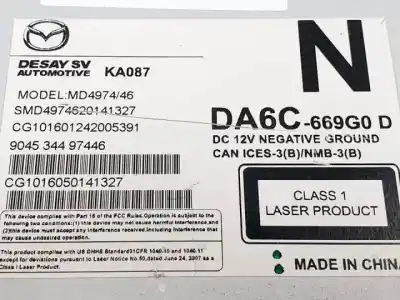 N
DESAY SV
AUTOMOTIVE KA087
MODEL:MD4974/46
SMD4974620141327
CG101601242005391
9045 344 97446
CG1016050141327
DA6C-669G0 D
DC 12V NEGATIVE GROUND
CAN ICES-3(B)/NMB-3(B)
CLASS 1
LASER PRODUCT
This device complies with Part 15 of the FCC Rules.Operation is subject to
the following two conditions:(1) this device may not cause harmful interference,
and(2)this device must accept any interference received,including interference
may cause undesired operation.
This device complies with US DHHS Standard21CFR 1040.10 and 1040.11
except for deviations pursuant to Laser Notice No.50,dated June 24, 2007 as a
Class I Laser Product.
MADE IN CHINA